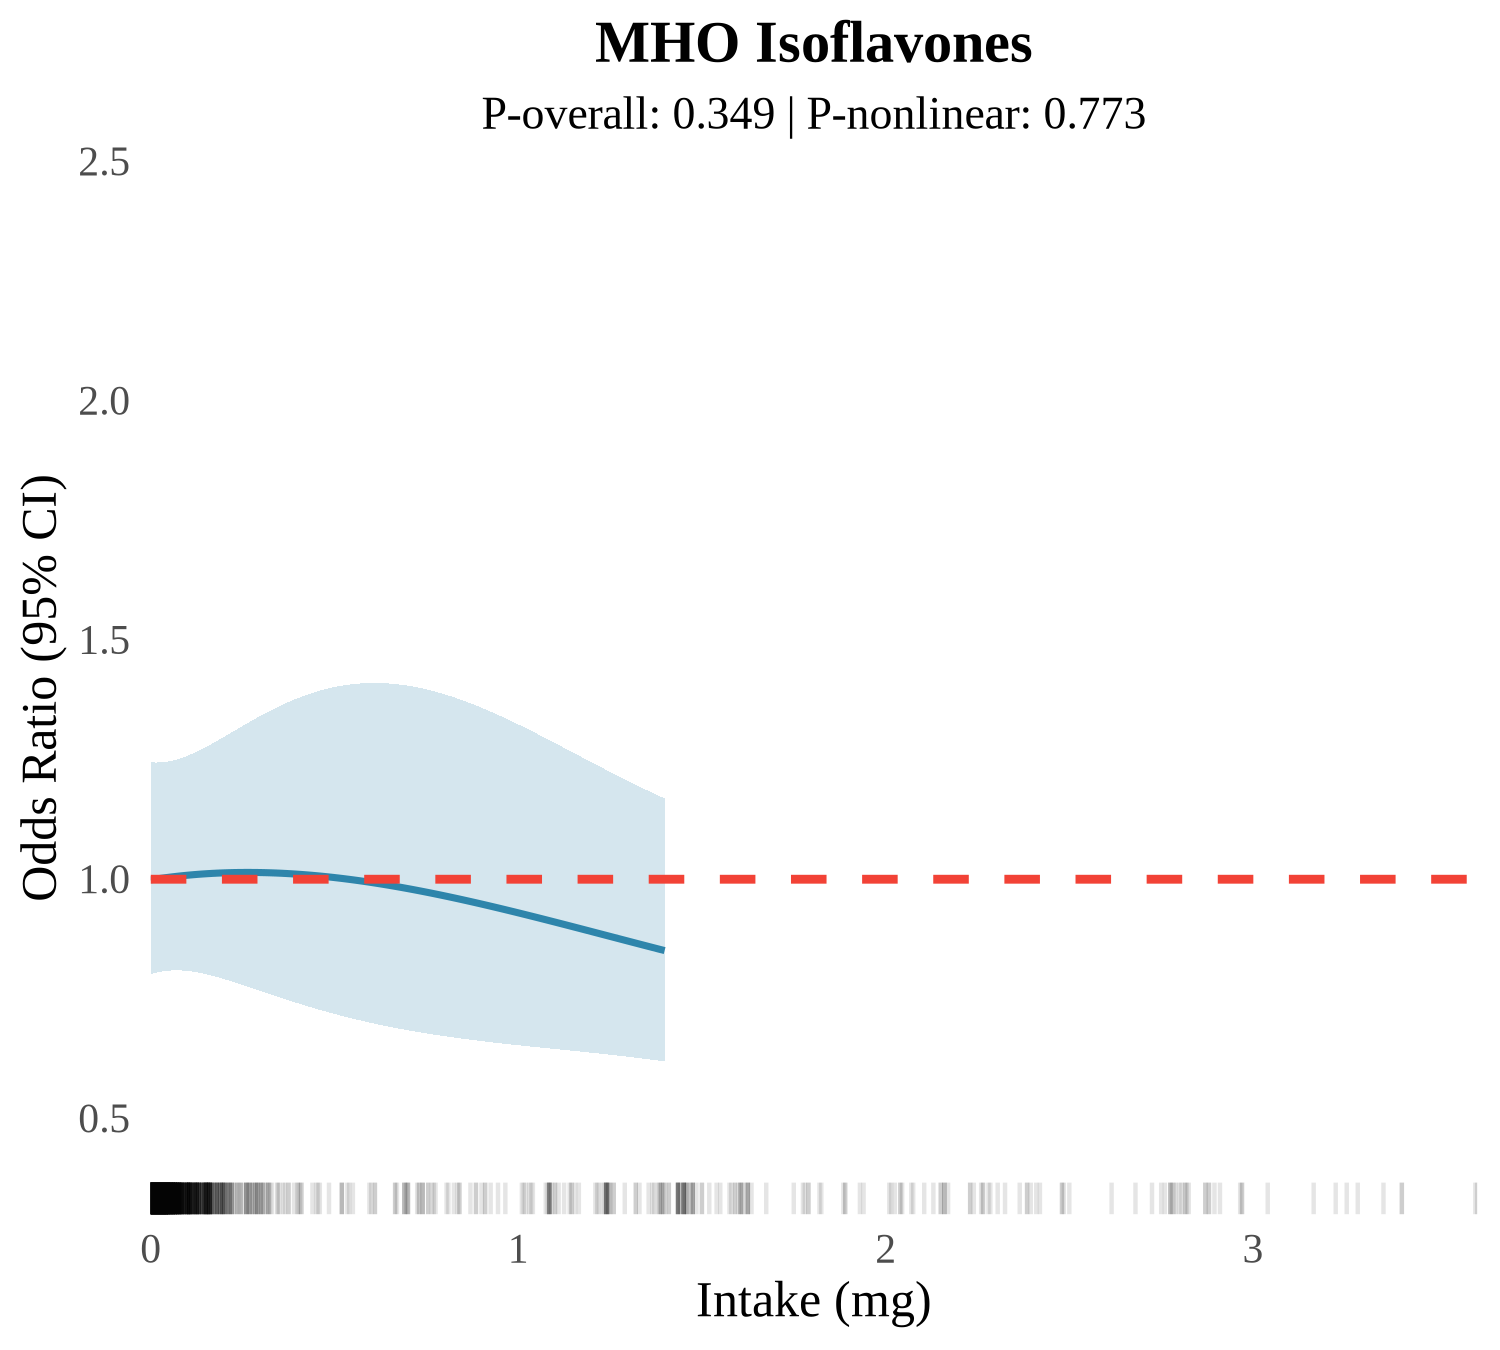 MHO Isoflavones
P-overall: 0.349 | P-nonlinear: 0.773
Odds Ratio (95% CI)
2.5
2.0
1.5
1.0
0.5
0 1 2 3
Intake (mg)